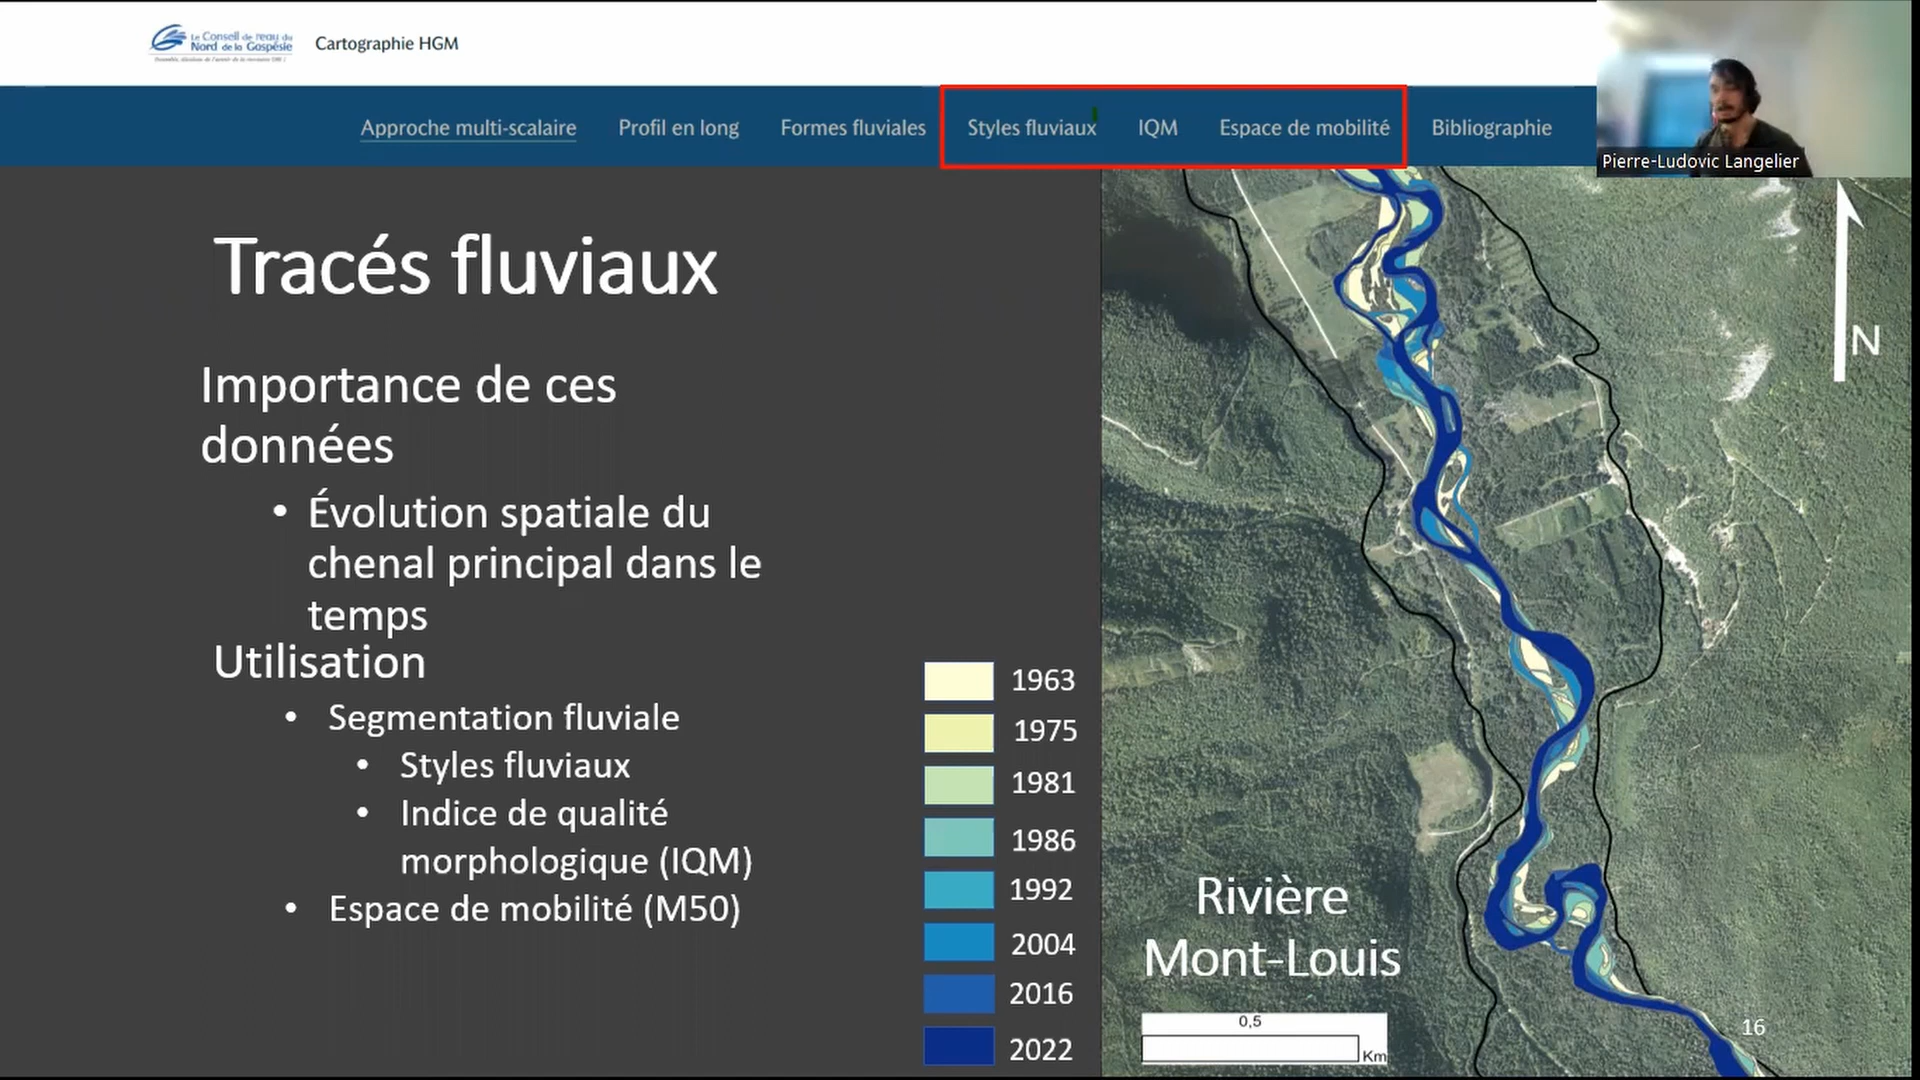 Le Conseil de l'eau du
Nord de la Gaspésie
Cartographie HGM
Approche multi-scalaire
Profil en long
Formes fluviales
Styles fluviaux
IQM
Espace de mobilité
Bibliographie
Pierre-Ludovic Langelier
Tracés fluviaux
Importance de ces
données
• Évolution spatiale du
chenal principal dans le
temps
Utilisation
• Segmentation fluviale
• Styles fluviaux
• Indice de qualité
morphologique (IQM)
• Espace de mobilité (M50)
1963
1975
1981
1986
1992
2004
2016
2022
N
Rivière
Mont-Louis
0,5
Km
16